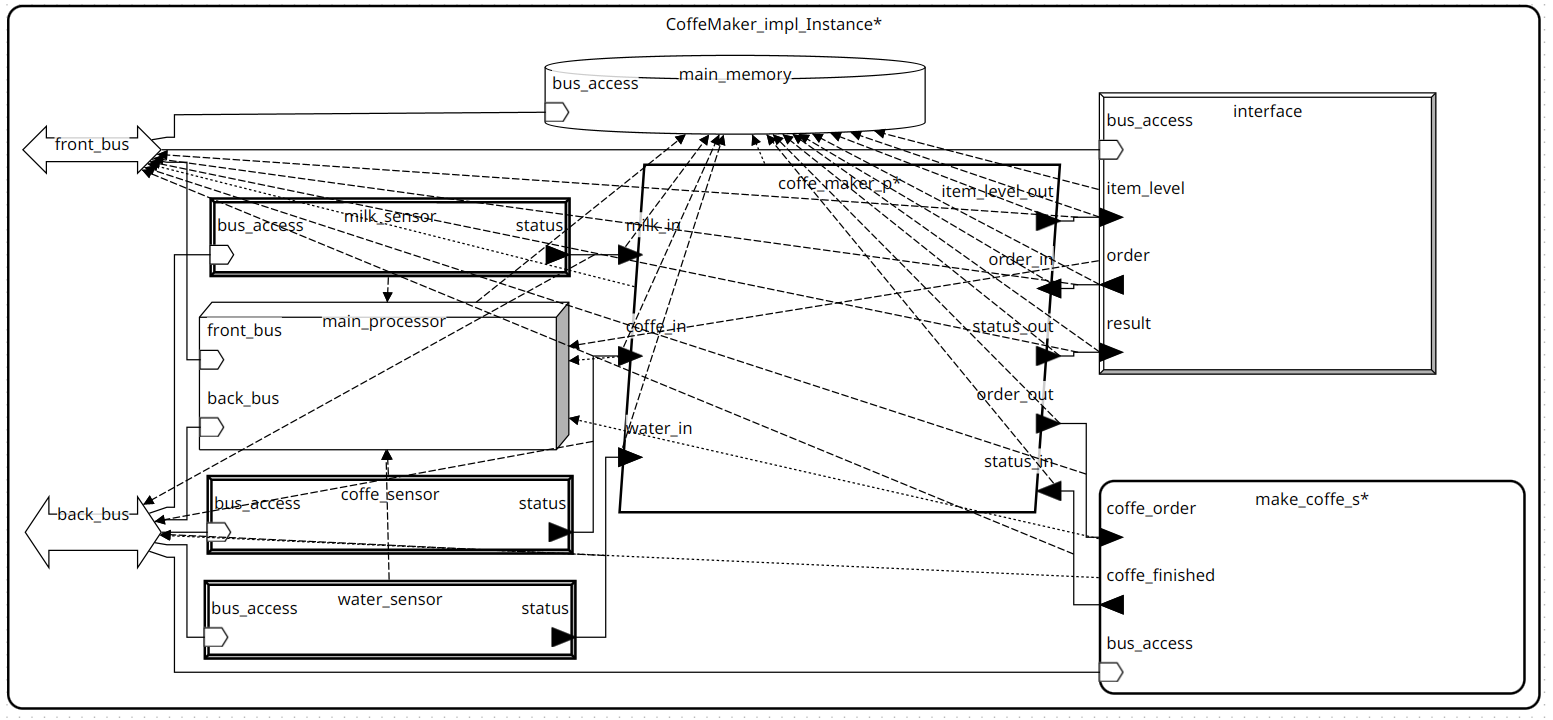 CoffeMaker_impl_Instance*
main_memory
bus_access
front_bus
interface
bus_access
item_level
order
result
milk_sensor
bus_access
status
coffe_maker_p*
item_level_out
milk_in
order_in
coffe_in
status_out
order_out
water_in
status_in
main_processor
front_bus
back_bus
back_bus
coffe_sensor
bus_access
status
water_sensor
bus_access
status
make_coffe_s*
coffe_order
coffe_finished
bus_access